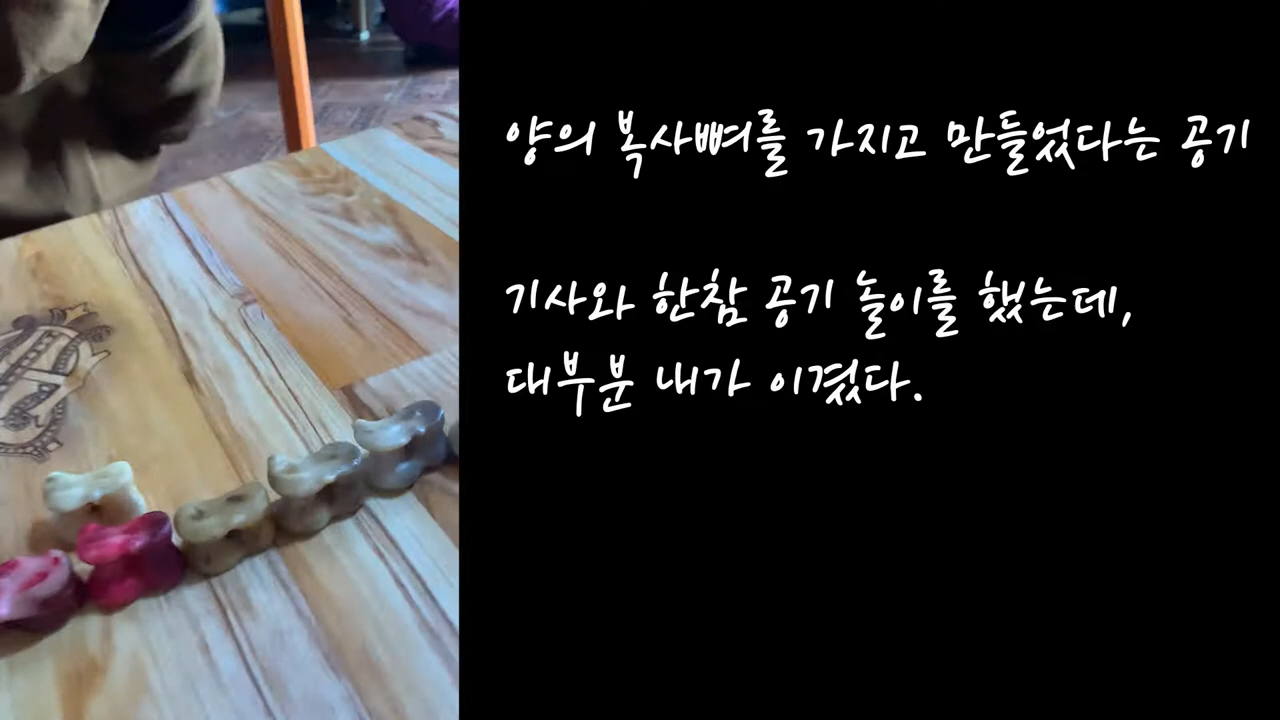 양의 복사뼈를 가지고 만들었다는 공기
기사와 한참 공기 놀이를 했는데,
대부분 내가 이겼다.